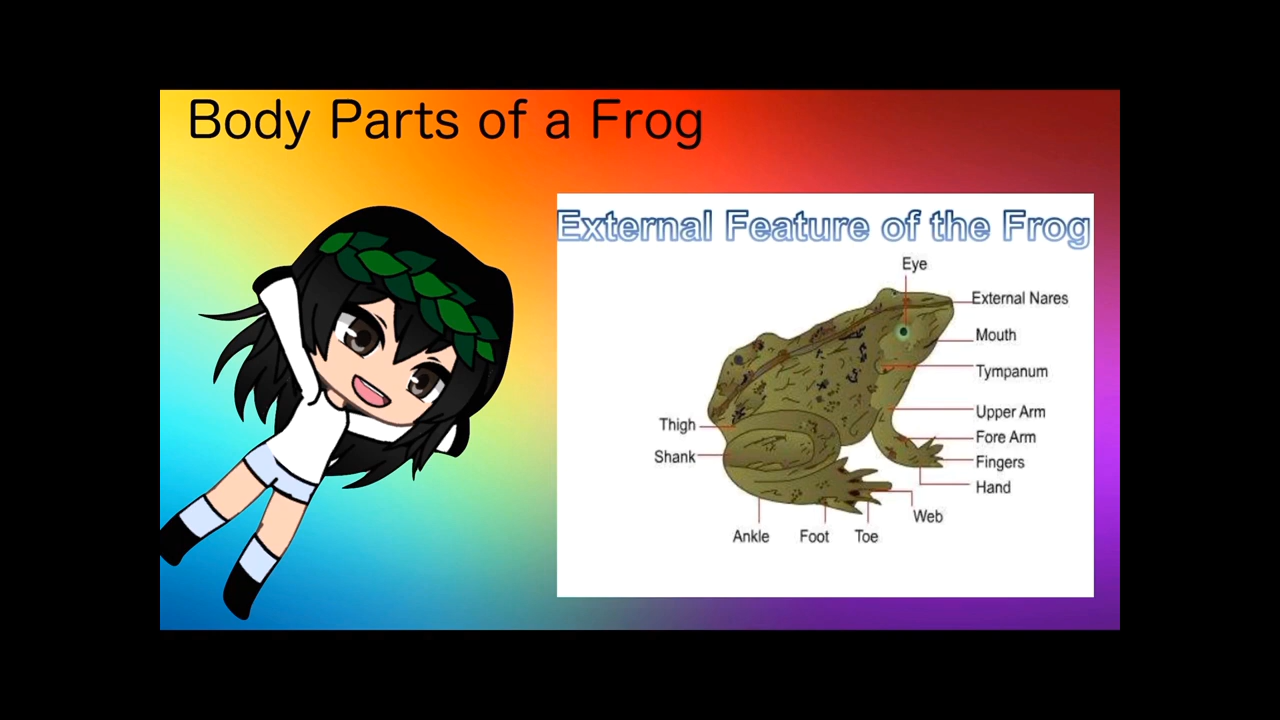 Body Parts of a Frog
External Feature of the Frog
Eye
External Nares
Mouth
Tympanum
Upper Arm
Thigh
Fore Arm
Shank
Fingers
Hand
Web
Ankle
Foot
Toe